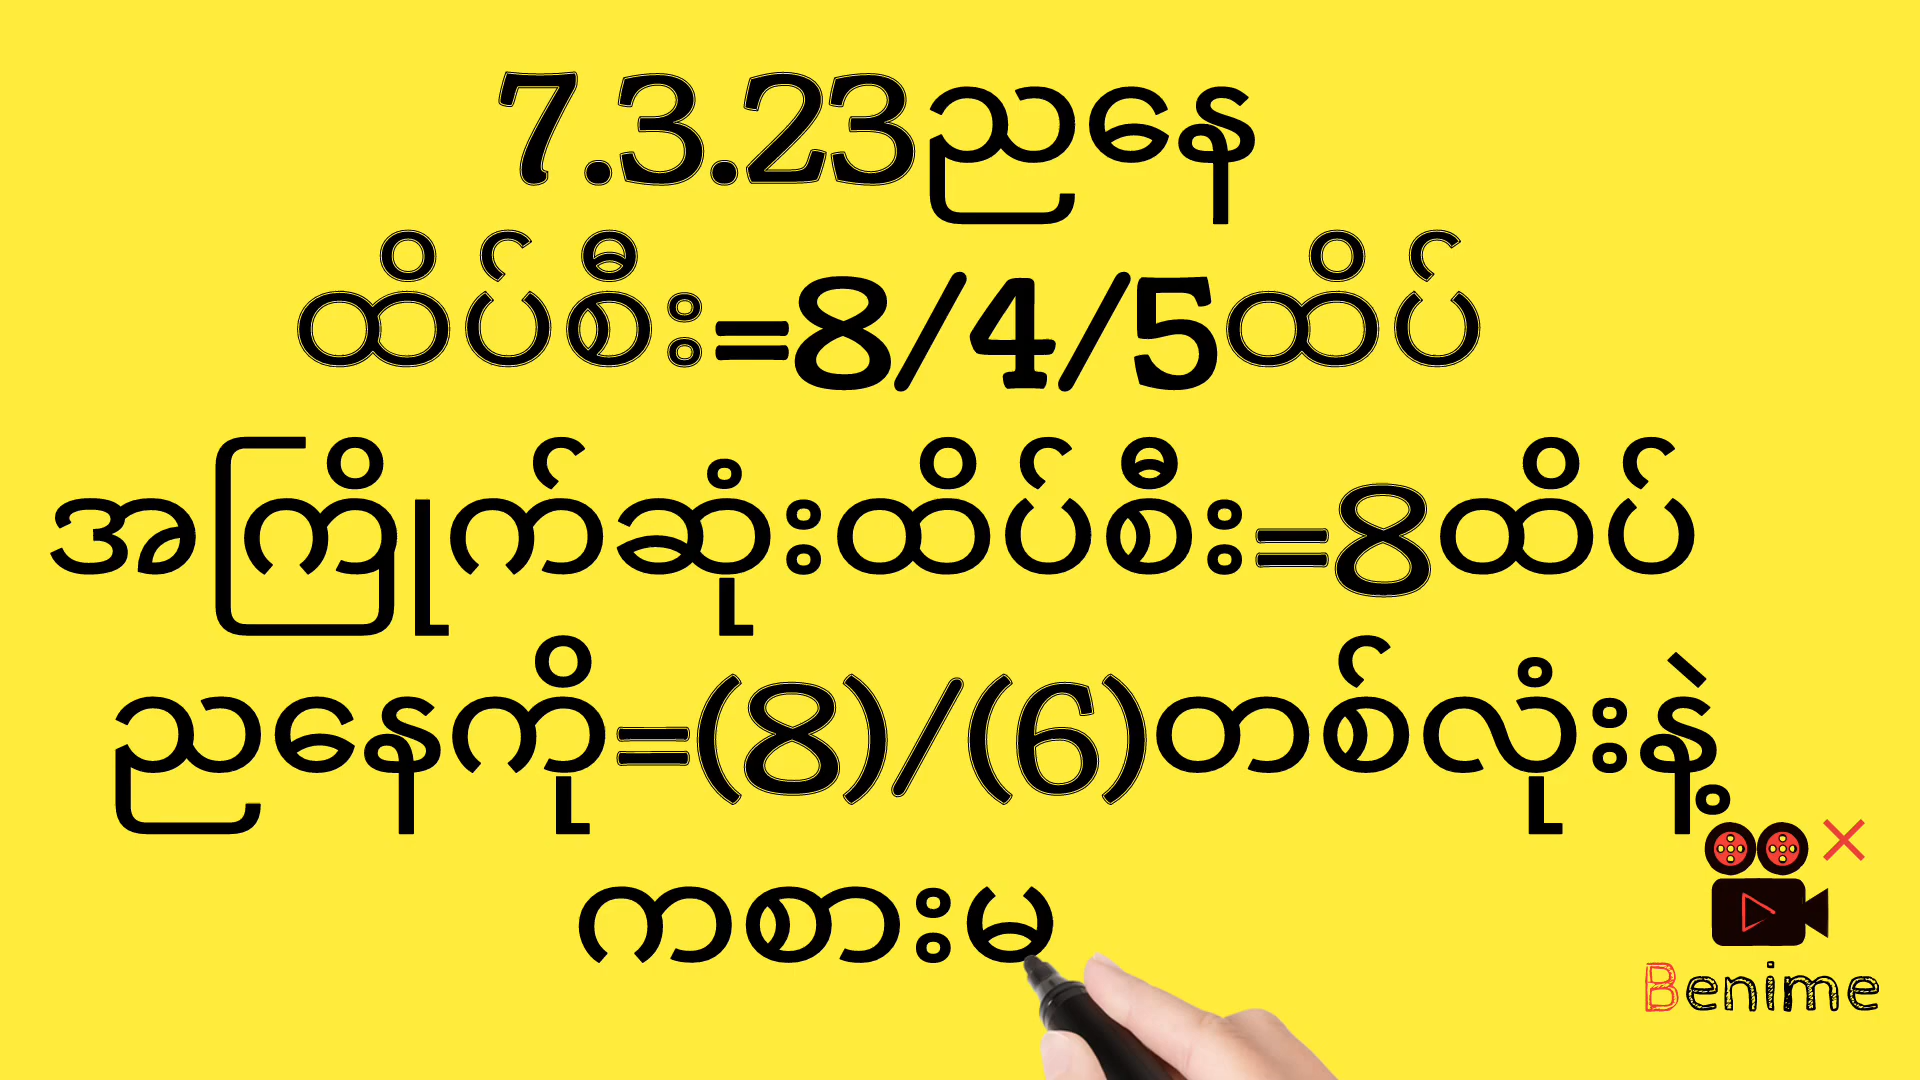 7.3.23ညနေ
ထိပ်စီး=8/4/5ထိပ်
အကြိုက်ဆုံးထိပ်စီး=8ထိပ်
ညနေကို=(8)/(6)တစ်လုံးနဲ့
ကစားမ
Benime